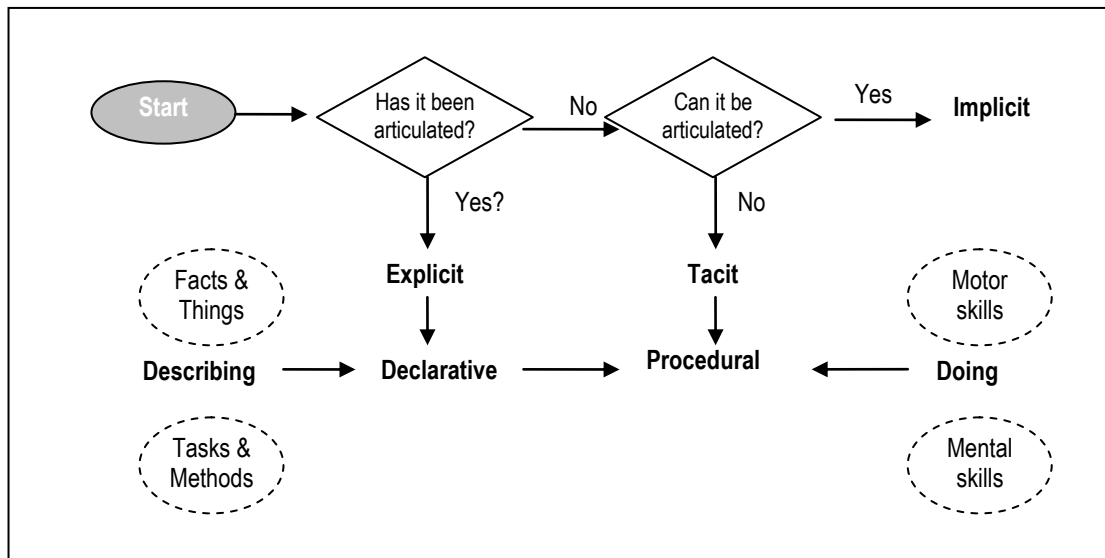 Start
Has it been
articulated?
No
Can it be
articulated?
Yes
Implicit
Yes?
No
Facts &
Things
Explicit
Tacit
Motor
skills
Describing
Declarative
Procedural
Doing
Tasks &
Methods
Mental
skills